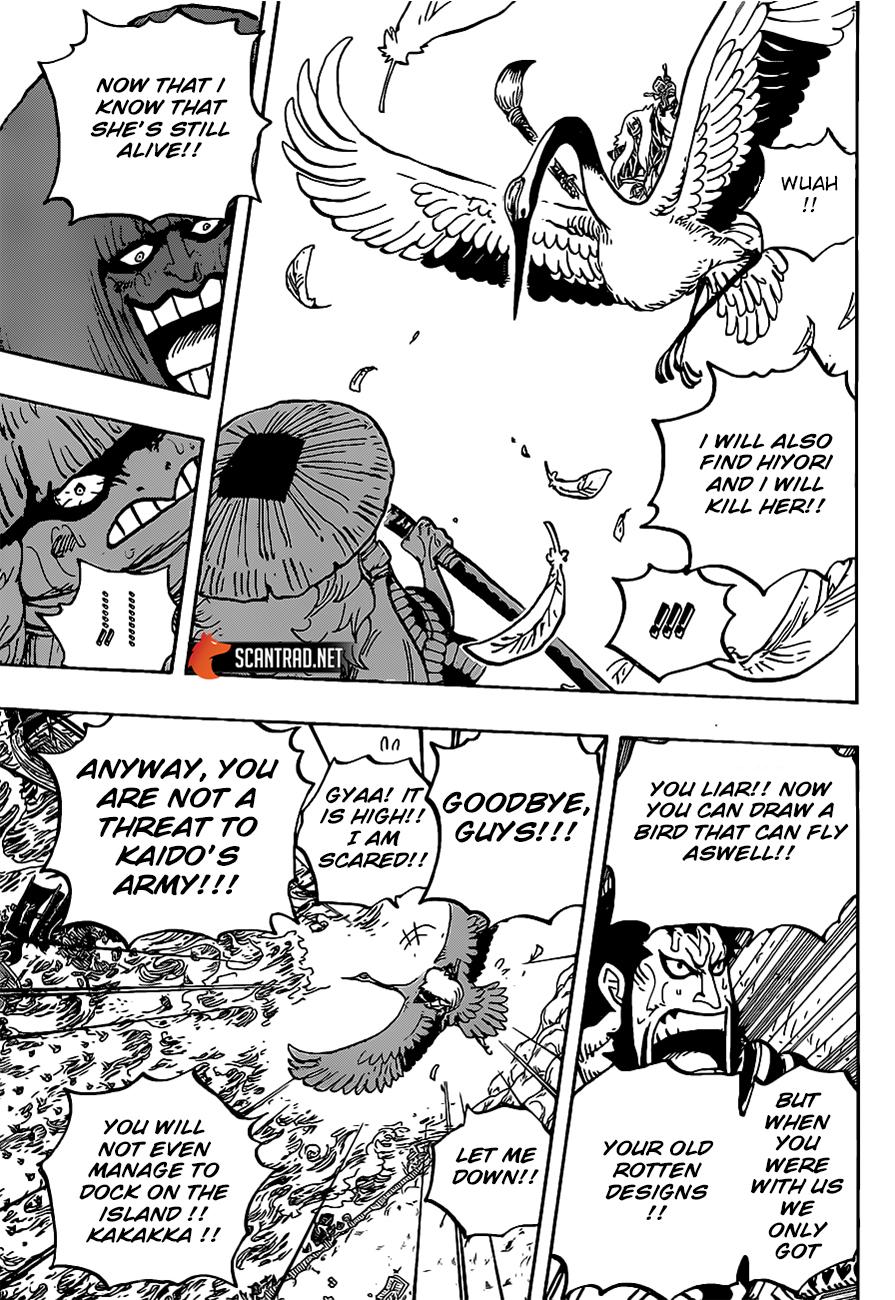 WUAH
!!
I WILL ALSO
FIND HIYORI
AND I WILL
KILL HER!!
!!!
NOW THAT I
KNOW THAT
SHE'S STILL
ALIVE!!
SCANTRAD.NET
YOU LIAR!! NOW
YOU CAN DRAW A
BIRD THAT CAN FLY
ASWELL!!
BUT
WHEN
YOU
WERE
WITH US
WE
ONLY
GOT
YOUR OLD
ROTTEN
DESIGNS
!!
GOODBYE,
GUYS!!!
GYAA! IT
IS HIGH!!
I AM
SCARED!!
LET ME
DOWN!!
ANYWAY, YOU
ARE NOT A
THREAT TO
KAIDO'S
ARMY!!!
YOU WILL
NOT EVEN
MANAGE TO
DOCK ON THE
ISLAND !!
KAKAKKA !!